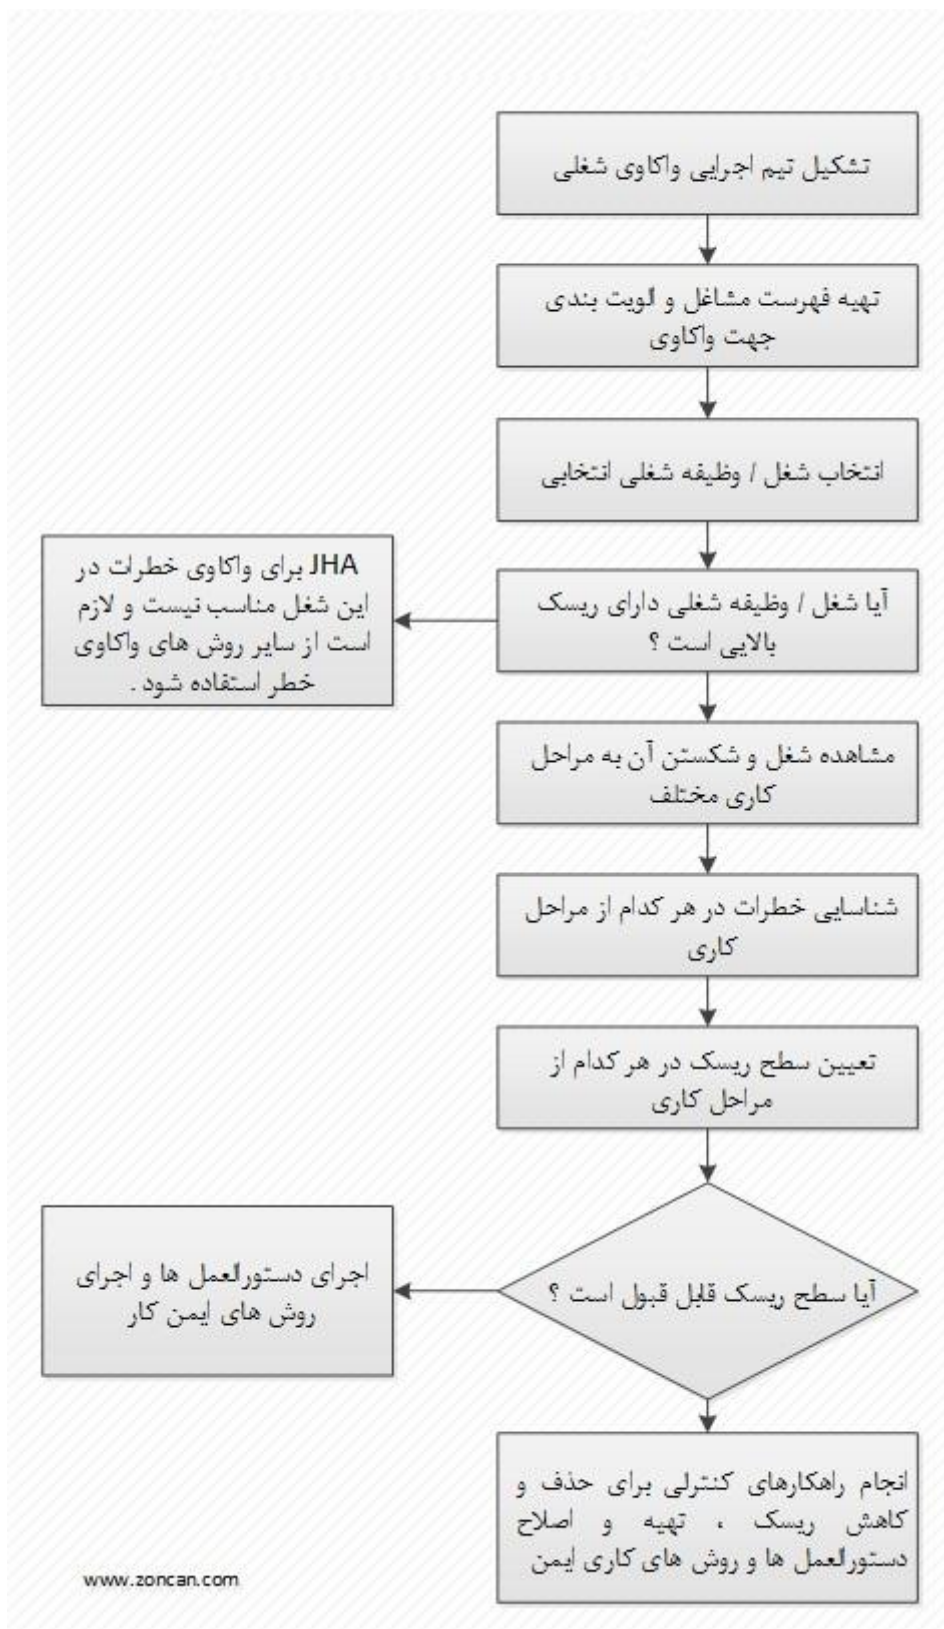 تشکیل تیم اجرایی واکاوی شغلی
تهیه فهرست مشاغل و الویت بندی
جهت واکاوی
انتخاب شغل / وظیفه شغلی انتخابی
آیا شغل / وظیفه شغلی دارای ریسک
بالایی است ؟
JHA برای واکاوی خطرات در
این شغل مناسب نیست و لازم
است از سایر روش های واکاوی
خطر استفاده شود .
مشاهده شغل و شکستن آن به مراحل
کاری مختلف
شناسایی خطرات در هر کدام از مراحل
کاری
تعیین سطح ریسک در هر کدام از
مراحل کاری
آیا سطح ریسک قابل قبول است ؟
اجرای دستورالعمل ها و اجرای
روش های ایمن کار
انجام راهکارهای کنترلی برای حذف و
کاهش ریسک ، تهیه و اصلاح
دستورالعمل ها و روش های کاری ایمن
www.zoncan.com